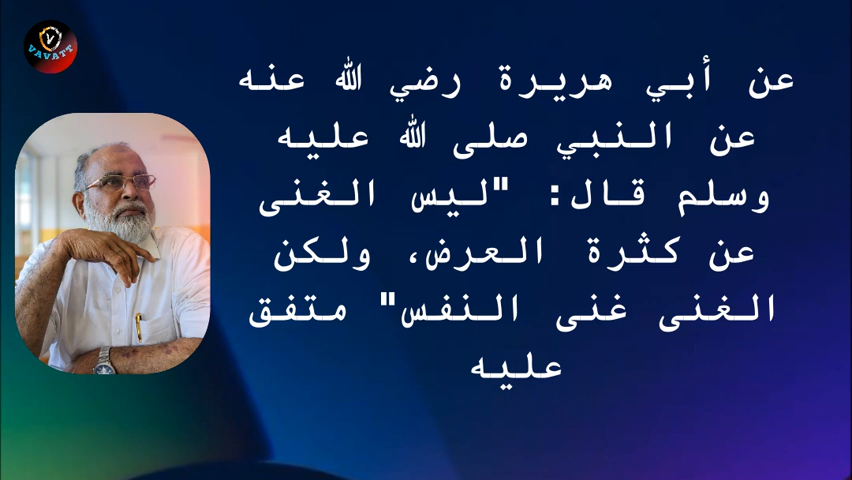 VAVATT
عن أبي هريرة رضي الله عنه
عن النبي صلى الله عليه
وسلم قال: "ليس الغنى
عن كثرة العرض، ولكن
الغنى غنى النفس" متفق
عليه